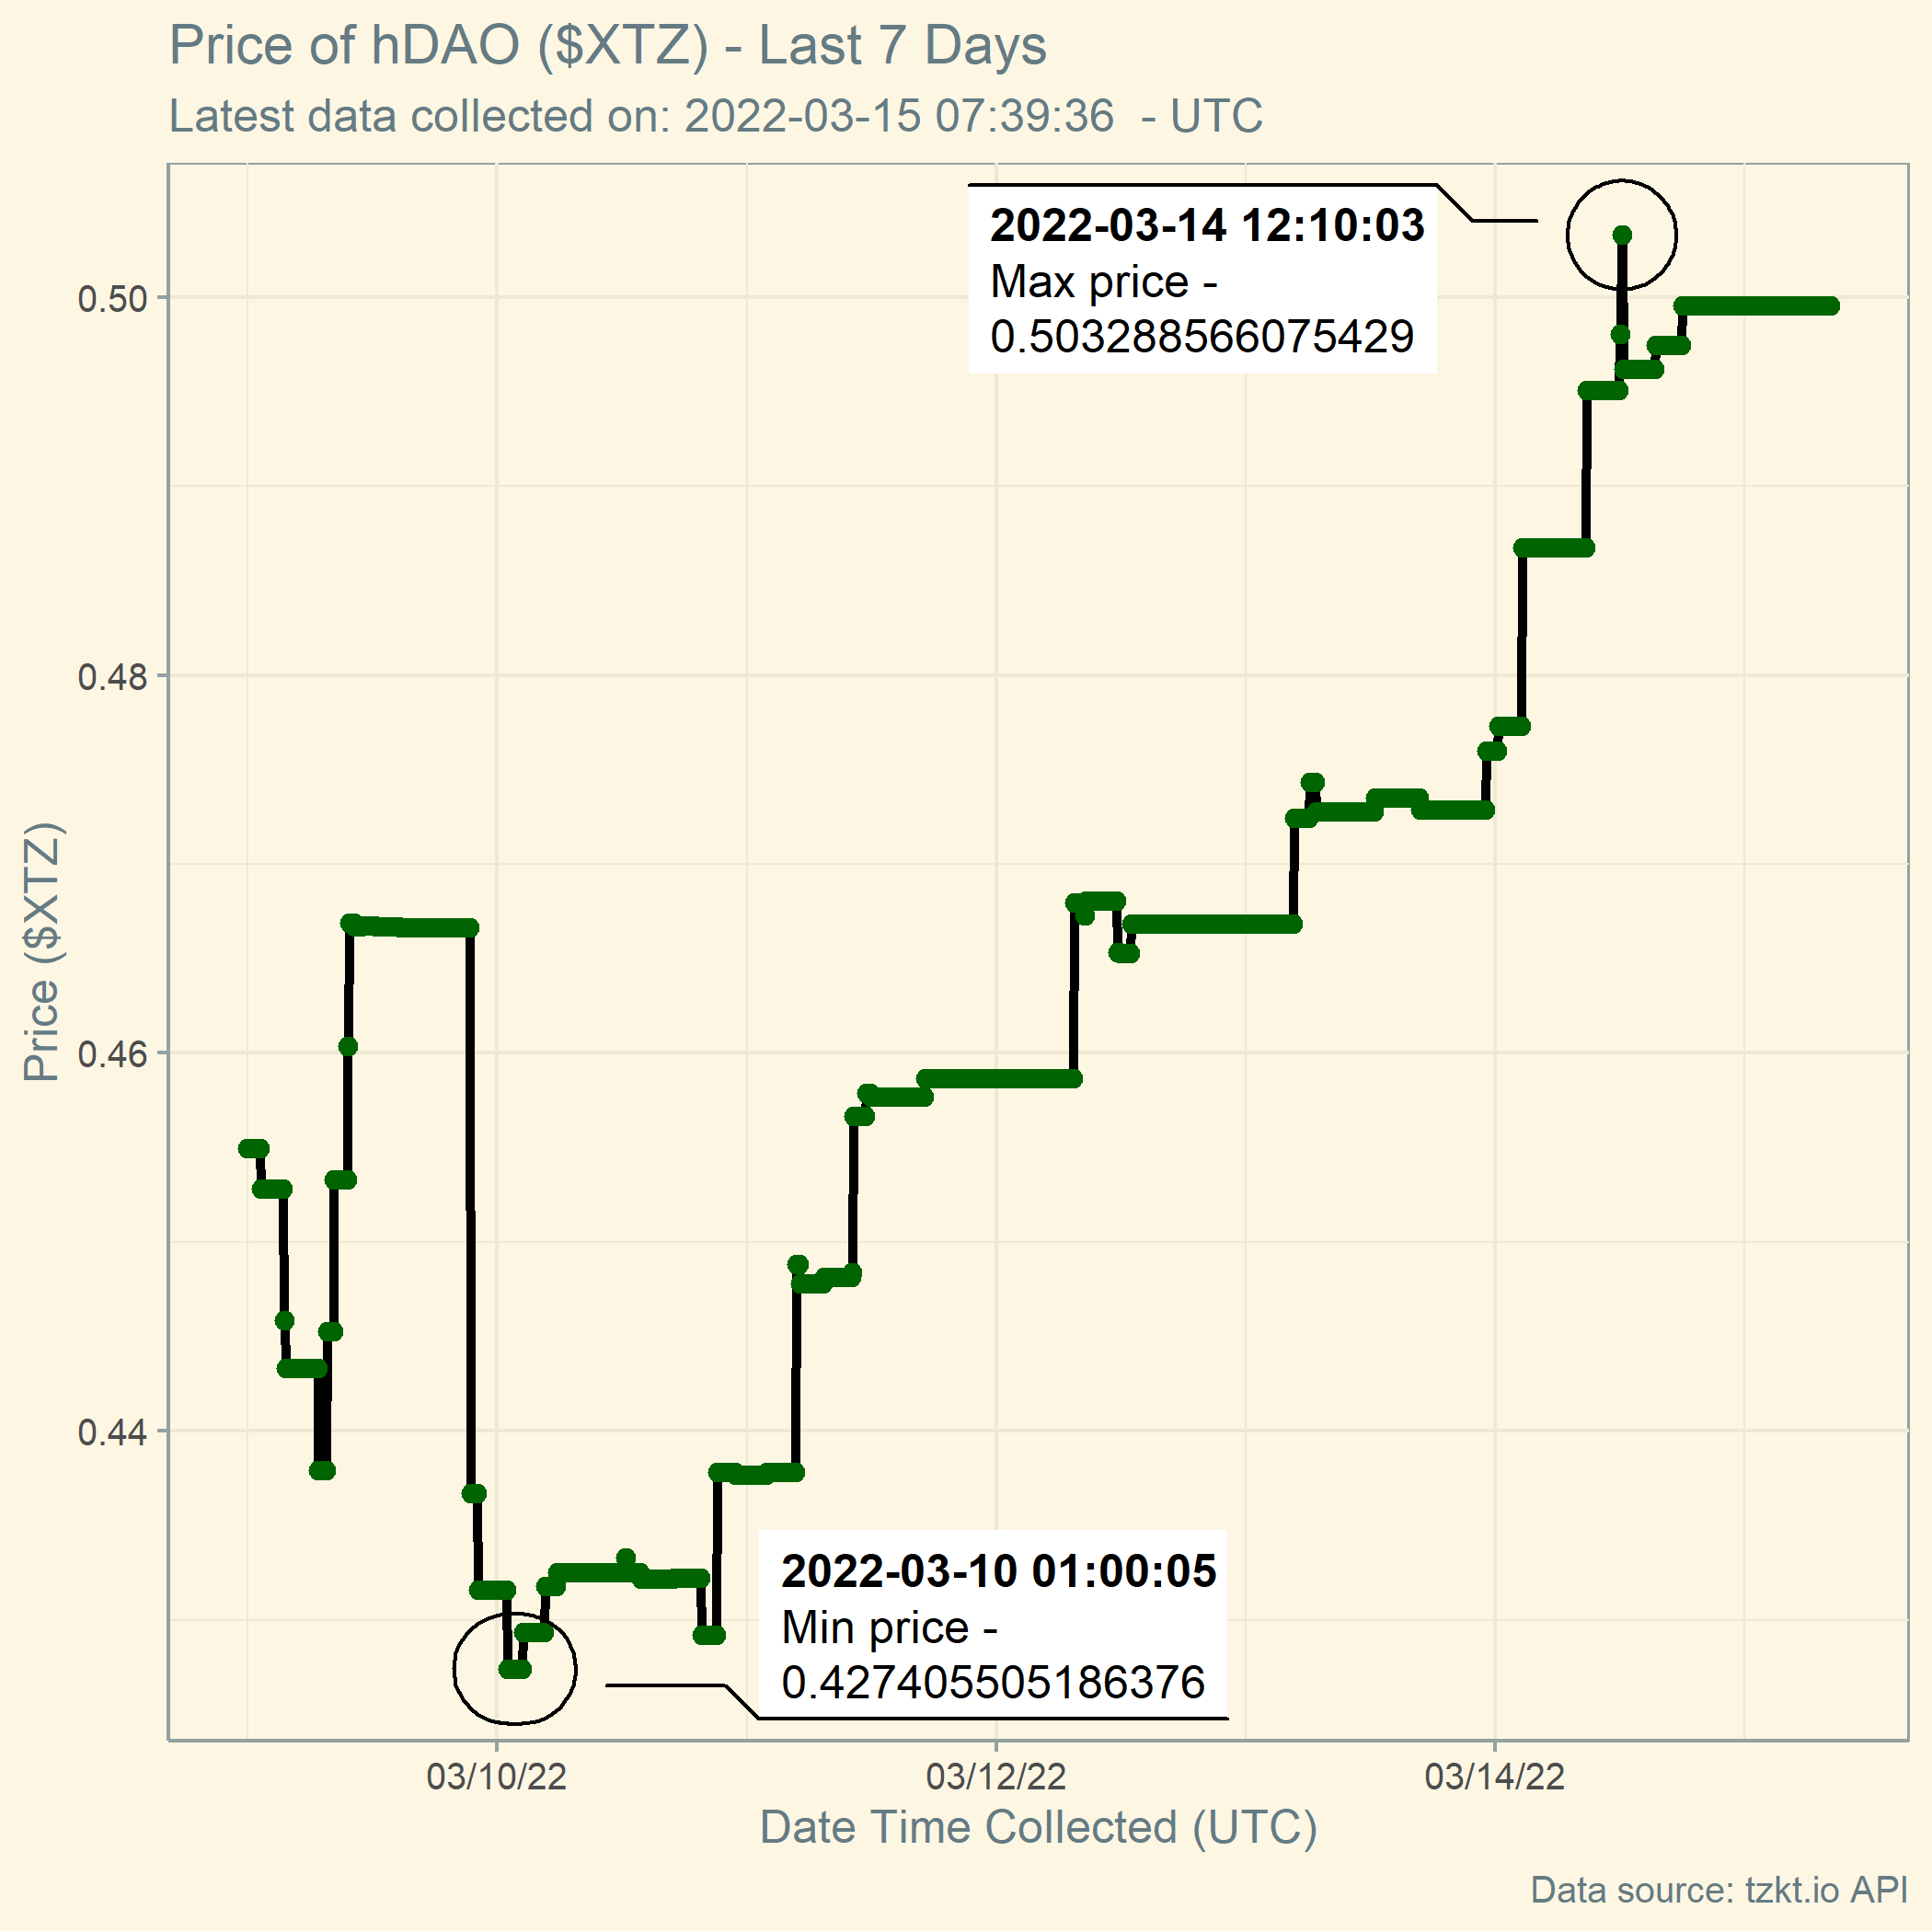 Price of hDAO ($XTZ) - Last 7 Days
Latest data collected on: 2022-03-15 07:39:36  - UTC
2022-03-14 12:10:03
Max price -
0.503288566075429
0.50
0.48
0.46
0.44
Price ($XTZ)
2022-03-10 01:00:05
Min price -
0.427405505186376
03/10/22
03/12/22
03/14/22
Date Time Collected (UTC)
Data source: tzkt.io API